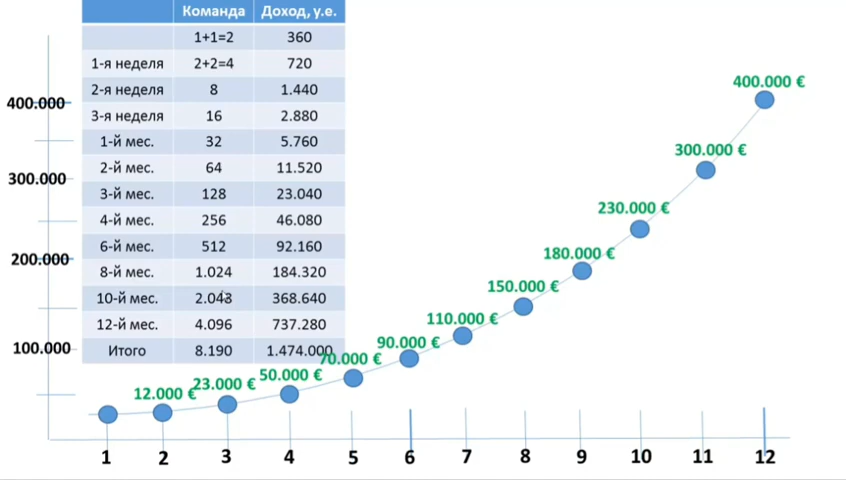 Команда Доход, у.е.
1+1=2 360
1-я неделя 2+2=4 720
2-я неделя 8 1.440
3-я неделя 16 2.880
1-й мес. 32 5.760
2-й мес. 64 11.520
3-й мес. 128 23.040
4-й мес. 256 46.080
6-й мес. 512 92.160
8-й мес. 1.024 184.320
10-й мес. 2.048 368.640
12-й мес. 4.096 737.280
Итого 8.190 1.474.000
400.000
300.000
200.000
100.000
12.000 €
23.000 €
50.000 €
70.000 €
90.000 €
110.000 €
150.000 €
180.000 €
230.000 €
300.000 €
400.000 €
1 2 3 4 5 6 7 8 9 10 11 12